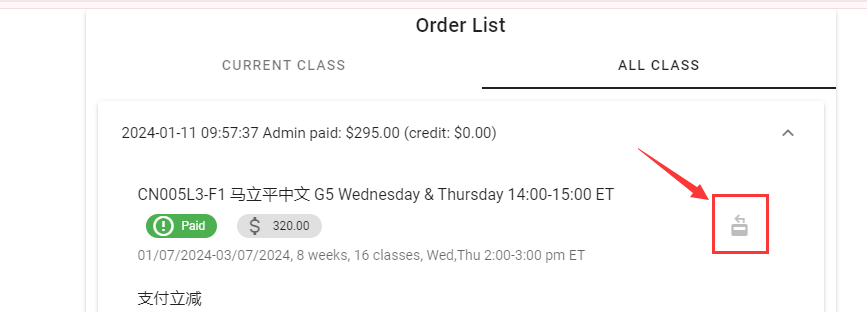 Order List
CURRENT CLASS
ALL CLASS
2024-01-11 09:57:37 Admin paid: $295.00 (credit: $0.00)
CN005L3-F1 马立平中文 G5 Wednesday & Thursday 14:00-15:00 ET
Paid
$ 320.00
01/07/2024-03/07/2024, 8 weeks, 16 classes, Wed,Thu 2:00-3:00 pm ET
支付立减